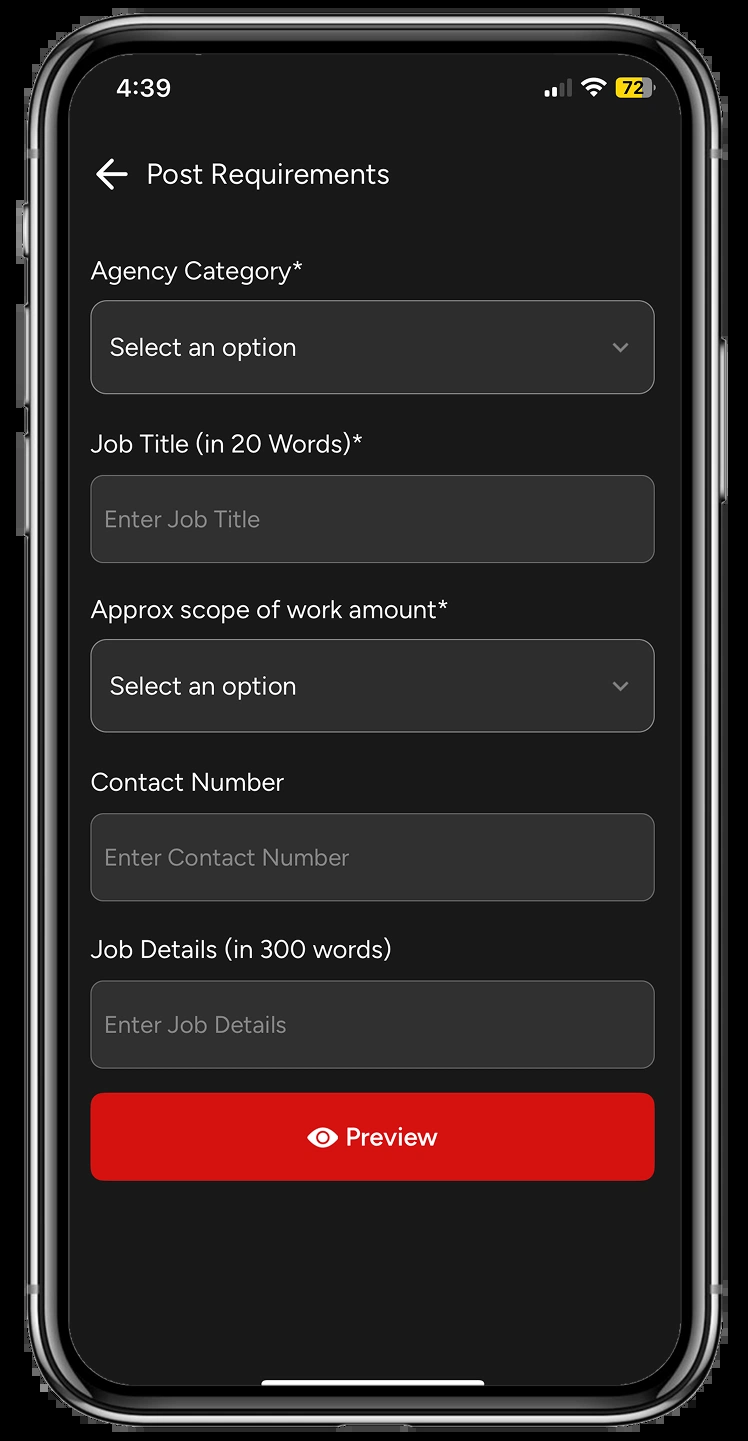 4:39
72
Post Requirements
Agency Category*
Select an option
Job Title (in 20 Words)*
Enter Job Title
Approx scope of work amount*
Select an option
Contact Number
Enter Contact Number
Job Details (in 300 words)
Enter Job Details
Preview